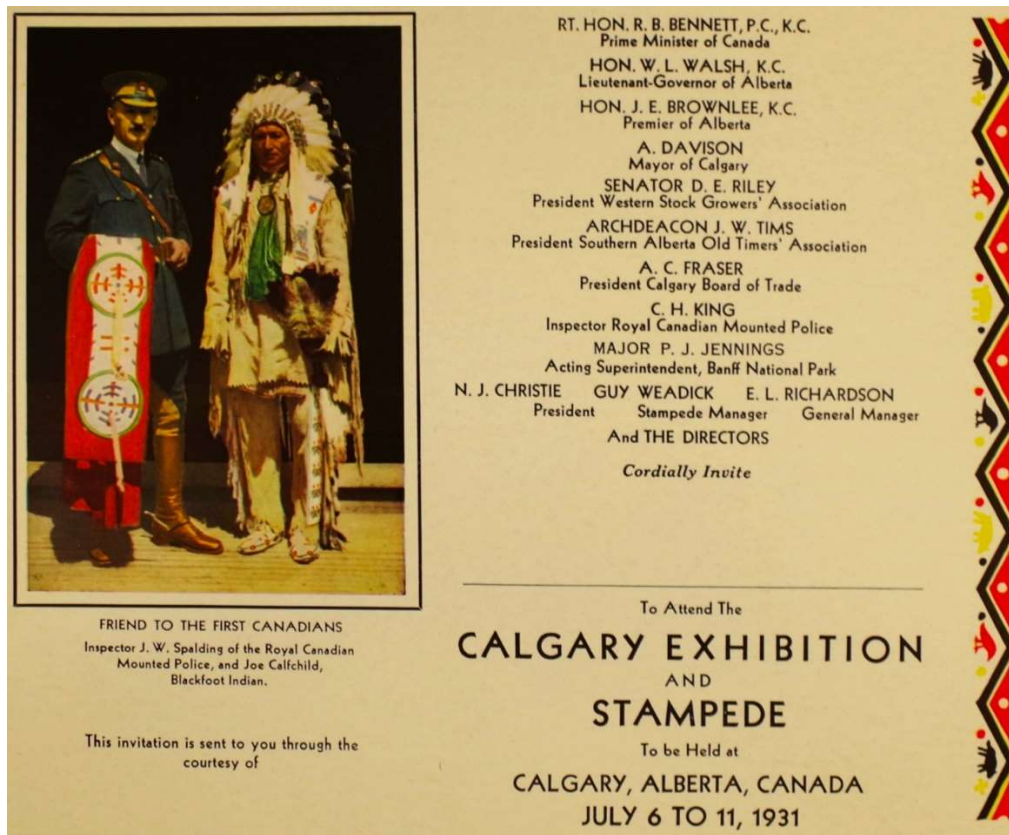 RT. HON. R. B. BENNETT, P.C., K.C.
Prime Minister of Canada
HON. W. L. WALSH, K.C.
Lieutenant-Governor of Alberta
HON. J. E. BROWNLEE, K.C.
Premier of Alberta
A. DAVISON
Mayor of Calgary
SENATOR D. E. RILEY
President Western Stock Growers' Association
ARCHDEACON J. W. TIMS
President Southern Alberta Old Timers' Association
A. C. FRASER
President Calgary Board of Trade
C. H. KING
Inspector Royal Canadian Mounted Police
MAJOR P. J. JENNINGS
Acting Superintendent, Banff National Park
N. J. CHRISTIE GUY WEADICK E. L. RICHARDSON
President Stampede Manager General Manager
And THE DIRECTORS
Cordially Invite
To Attend The
CALGARY EXHIBITION
AND
STAMPEDE
To be Held at
CALGARY, ALBERTA, CANADA
JULY 6 TO 11, 1931
FRIEND TO THE FIRST CANADIANS
Inspector J. W. Spalding of the Royal Canadian
Mounted Police, and Joe Calfchild,
Blackfoot Indian.
This invitation is sent to you through the
courtesy of